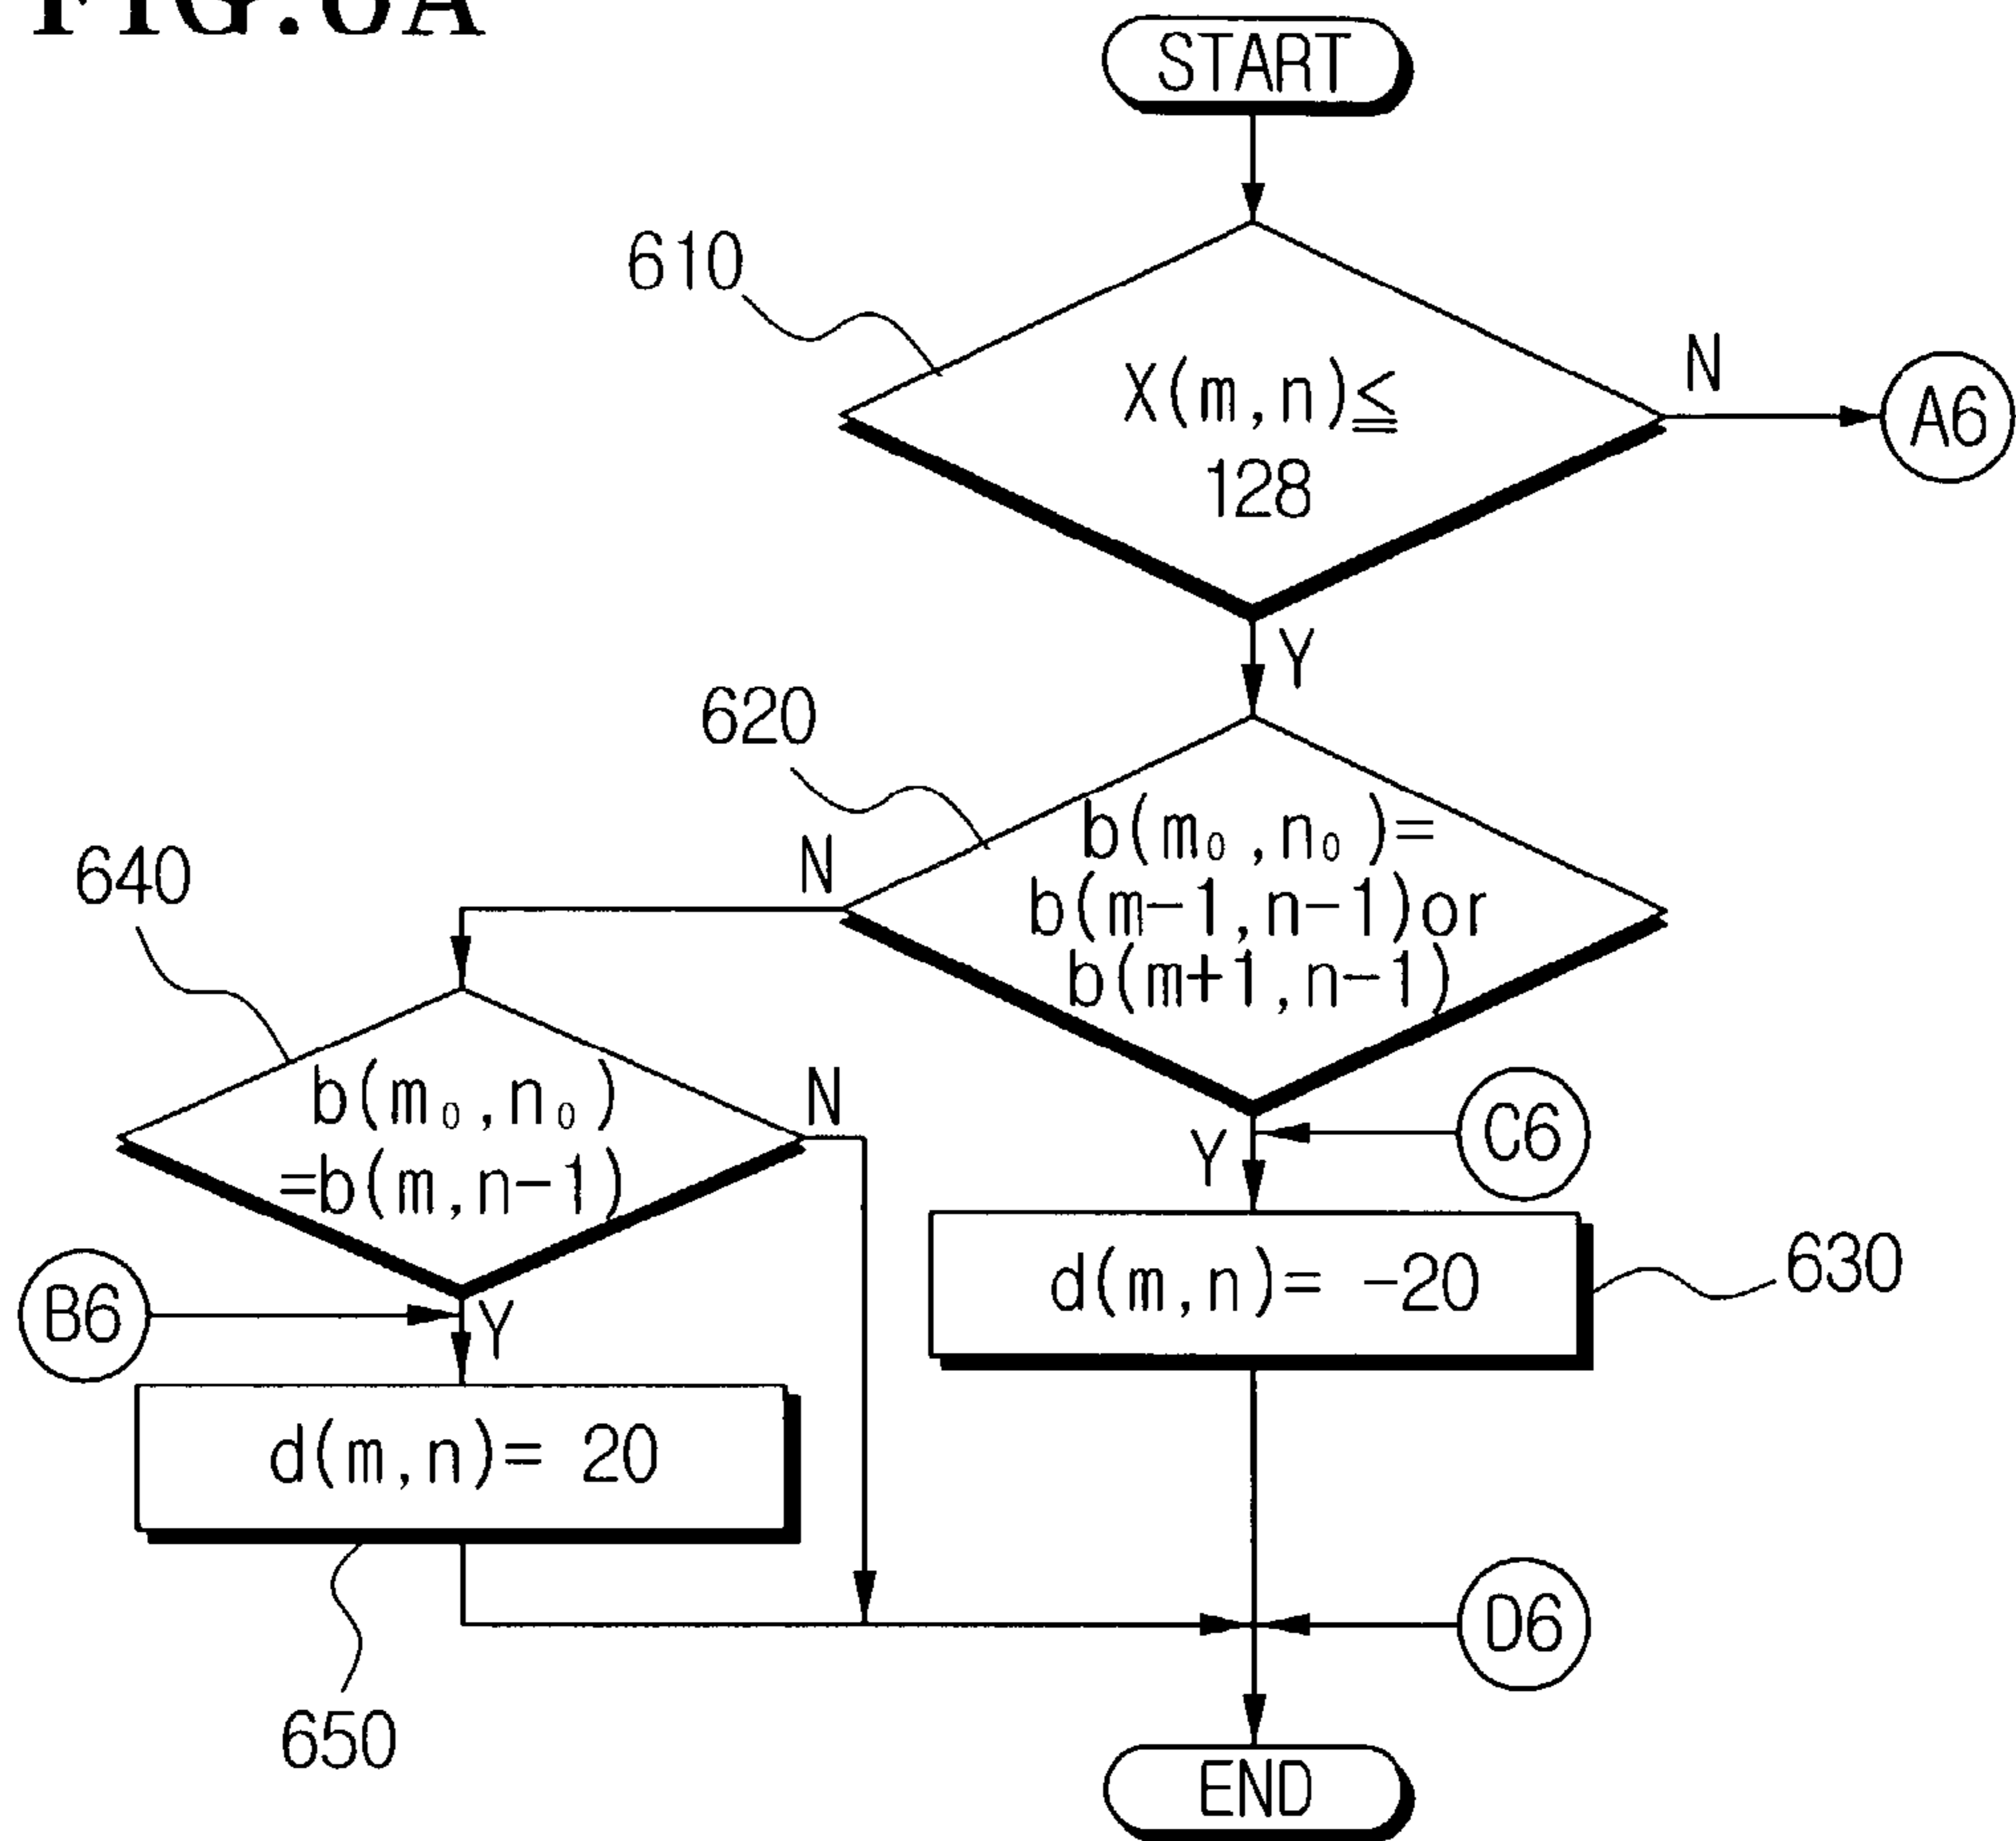 START
610
X(m,n)≦
128
N
A6
Y
620
b(m₀,n₀)=
b(m-1,n-1)or
b(m+1,n-1)
N
640
b(m₀,n₀)
=b(m,n-1)
N
Y
C6
d(m,n)= -20
630
B6
Y
d(m,n)= 20
650
D6
END